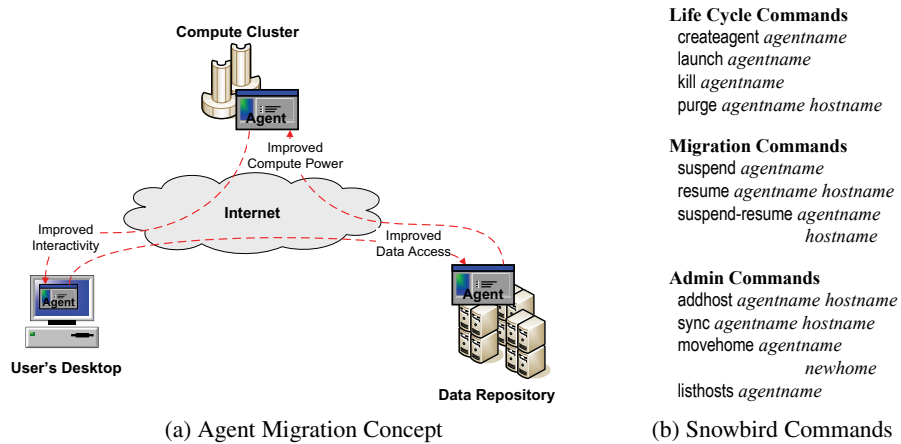 Compute Cluster
Agent
Improved
Compute Power
Internet
Improved
Interactivity
Improved
Data Access
Agent
Agent
User's Desktop
Data Repository
(a) Agent Migration Concept
Life Cycle Commands
createagent agentname
launch agentname
kill agentname
purge agentname hostname
Migration Commands
suspend agentname
resume agentname hostname
suspend-resume agentname
hostname
Admin Commands
addhost agentname hostname
sync agentname hostname
movehome agentname
newhome
listhosts agentname
(b) Snowbird Commands